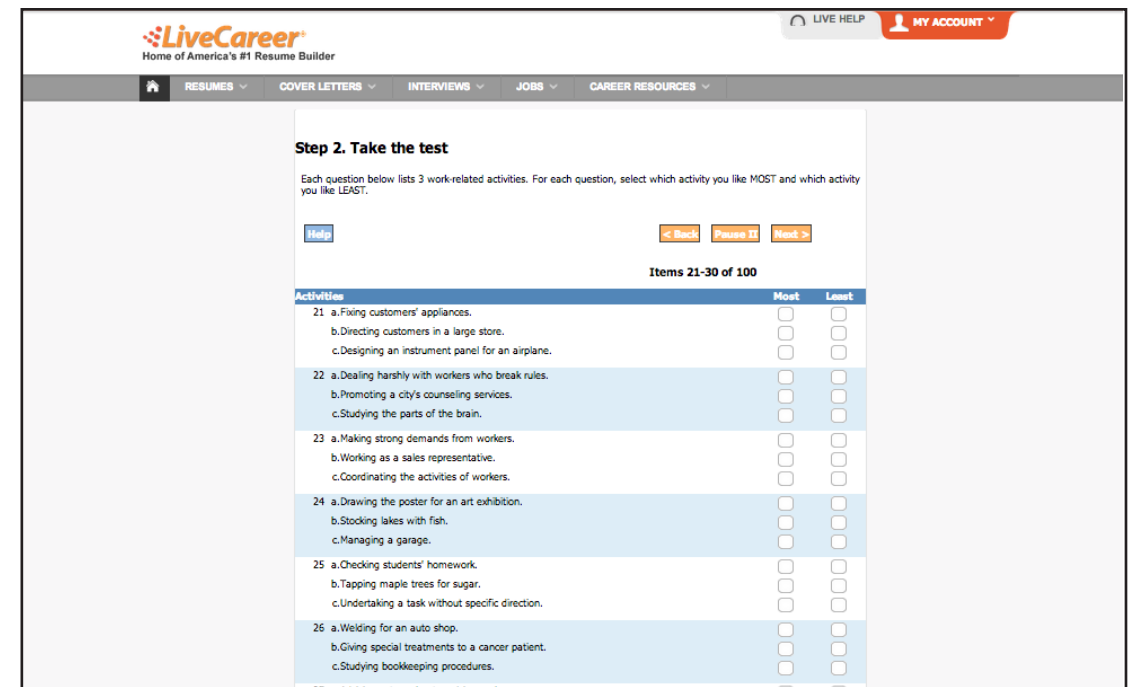 LIVE HELP
MY ACCOUNT
LiveCareer
Home of America's #1 Resume Builder
RESUMES
COVER LETTERS
INTERVIEWS
JOBS
CAREER RESOURCES
Step 2. Take the test
Each question below lists 3 work-related activities. For each question, select which activity you like MOST and which activity
you like LEAST.
Help
< Back
Pause II
Next >
Items 21-30 of 100
Activities Most Least
21 a.Fixing customers' appliances.
b.Directing customers in a large store.
c.Designing an instrument panel for an airplane.
22 a.Dealing harshly with workers who break rules.
b.Promoting a city's counseling services.
c.Studying the parts of the brain.
23 a.Making strong demands from workers.
b.Working as a sales representative.
c.Coordinating the activities of workers.
24 a.Drawing the poster for an art exhibition.
b.Stocking lakes with fish.
c.Managing a garage.
25 a.Checking students' homework.
b.Tapping maple trees for sugar.
c.Undertaking a task without specific direction.
26 a.Welding for an auto shop.
b.Giving special treatments to a cancer patient.
c.Studying bookkeeping procedures.